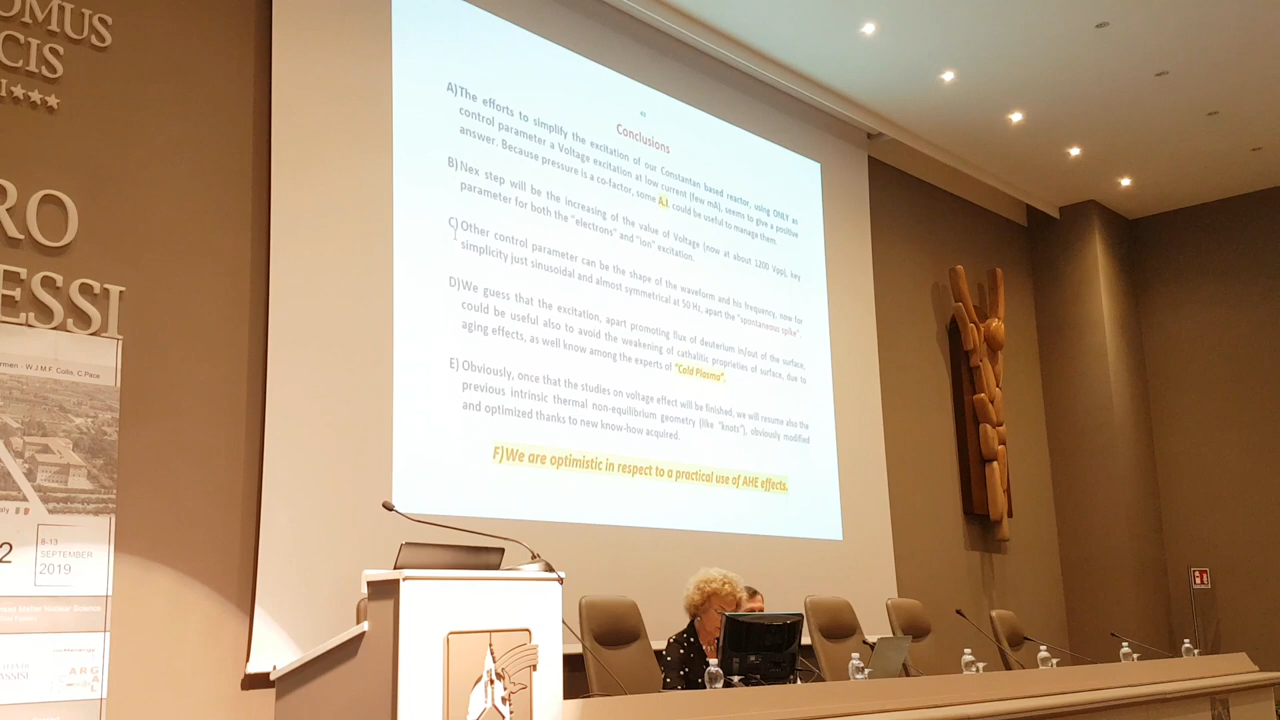 OMUS
CIS
★★★
RO
ESSI
rmen - W.J.M.F. Collis, C.Pace
2
8-13
SEPTEMBER
2019
Matter Nuclear Science
ASSISI
Conclusions
A)The efforts to simplify the excitation of our Constantan based reactor, using ONLY as
control parameter a Voltage excitation at low current (few mA), seems to give a positive
answer. Because pressure is a co-factor, some A.I. could be useful to manage them.
B)Nex step will be the increasing of the value of Voltage (now at about 1200 Vpp), key
parameter for both the "electrons" and "ion" excitation.
C)Other control parameter can be the shape of the waveform and his frequency, now for
simplicity just sinusoidal and almost symmetrical at 50 Hz, apart the "spontaneous spike".
D)We guess that the excitation, apart promoting flux of deuterium in/out of the surface,
could be useful also to avoid the weakening of cathalitic proprieties of surface, due to
aging effects, as well know among the experts of "Cold Plasma".
E) Obviously, once that the studies on voltage effect will be finished, we will resume also the
previous intrinsic thermal non-equilibrium geometry (like "knots"), obviously modified
and optimized thanks to new know-how acquired.
F)We are optimistic in respect to a practical use of AHE effects.